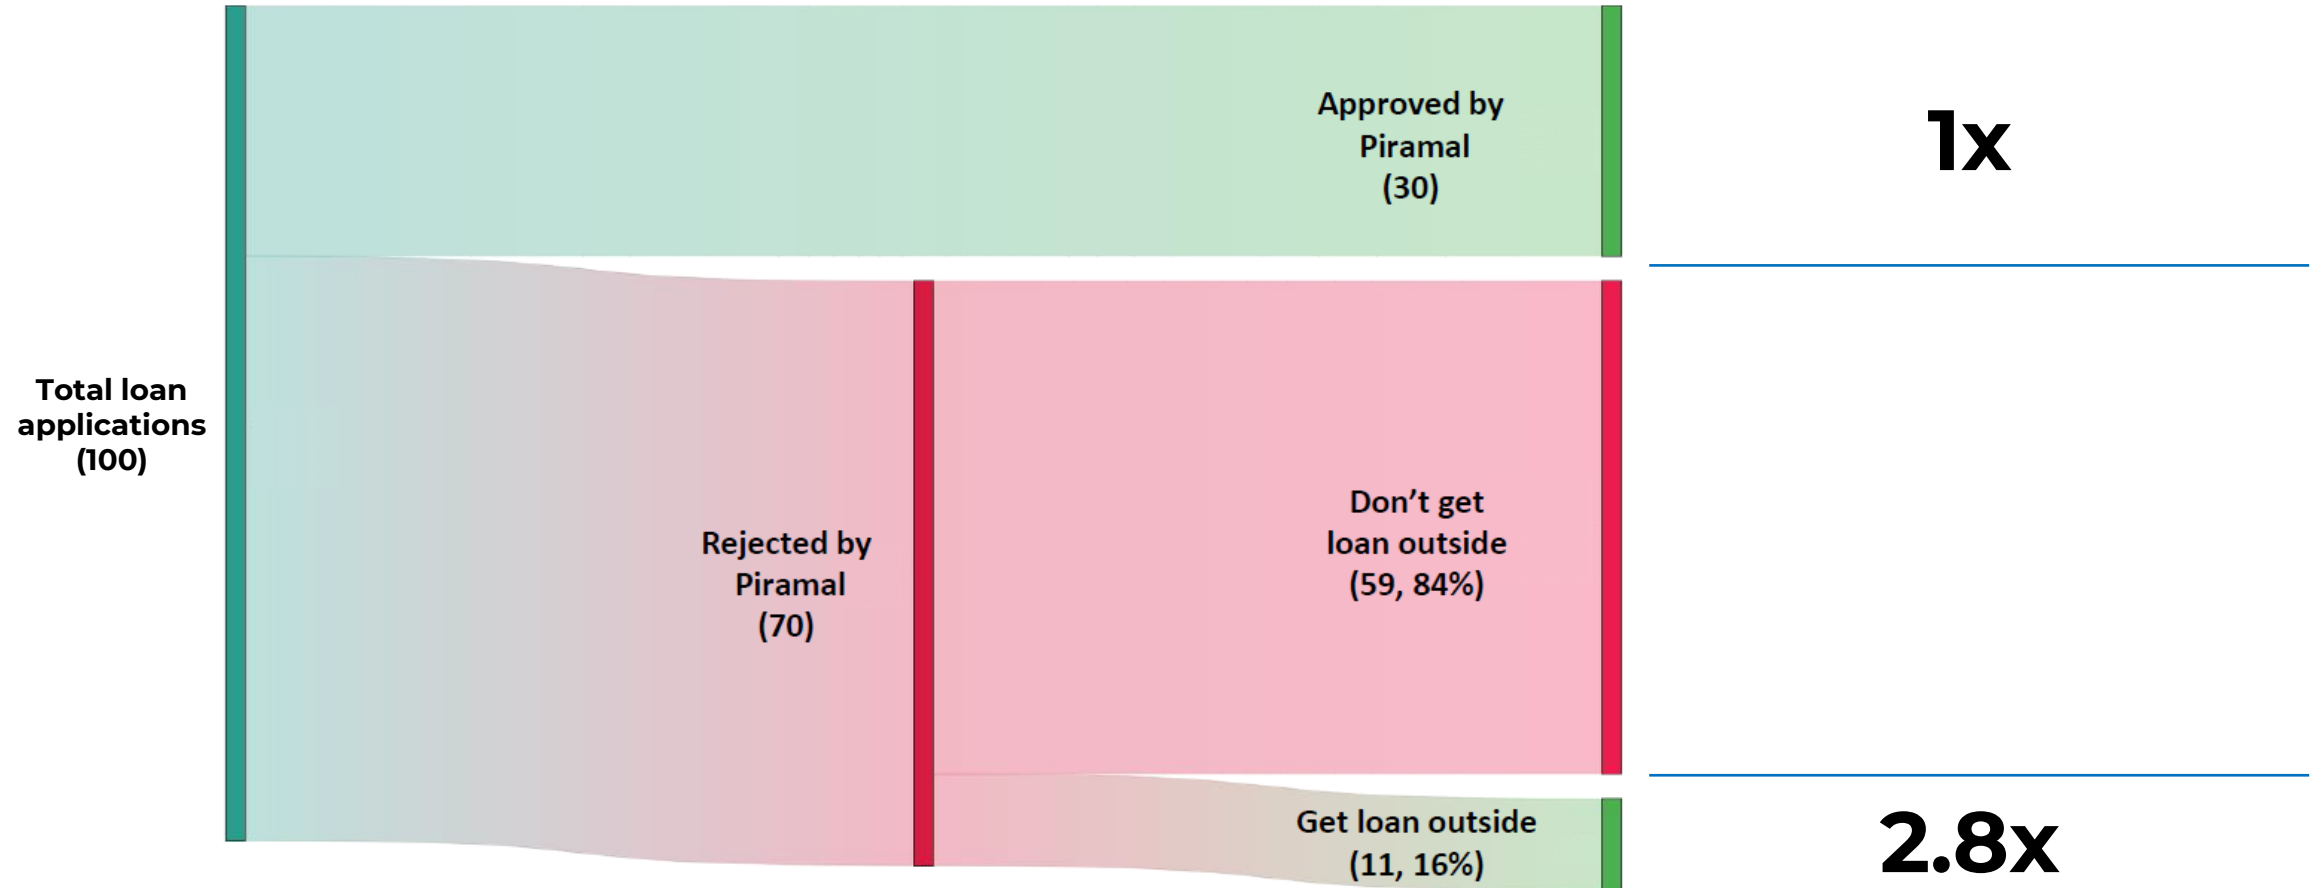 Approved by
Piramal
(30)
1x
Total loan
applications
(100)
Rejected by
Piramal
(70)
Don’t get
loan outside
(59, 84%)
Get loan outside
(11, 16%)
2.8x